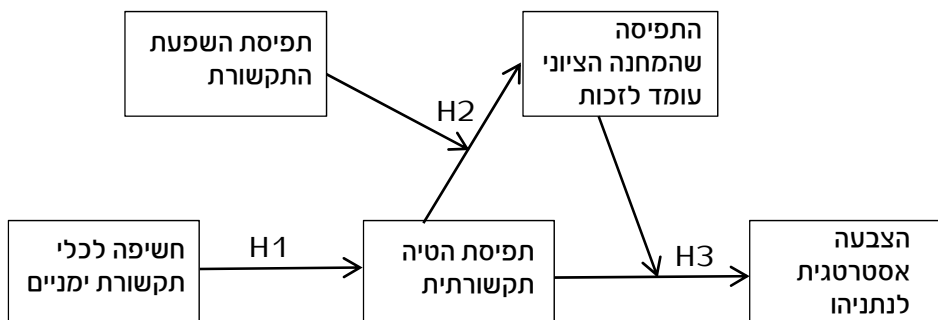 תפיסת השפעת
התקשורת
התפיסה
שהמחנה הציוני
עומד לזכות
H2
חשיפה לכלי
תקשורת ימניים
H1
תפיסת הטיה
תקשורתית
H3
הצבעה
אסטרטגית
לנתניהו